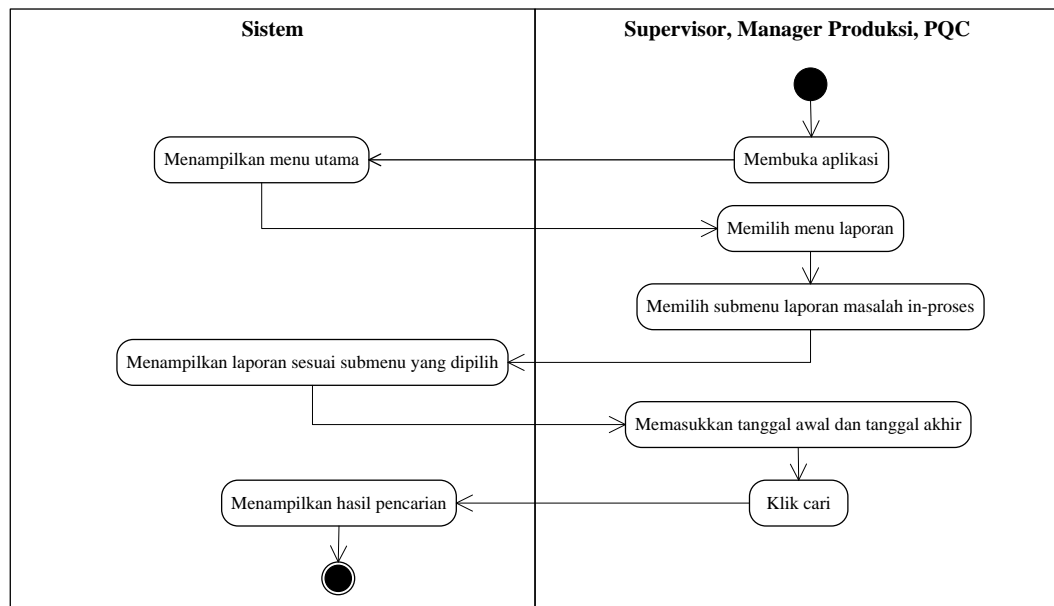 Sistem
Supervisor, Manager Produksi, PQC
Membuka aplikasi
Menampilkan menu utama
Memilih menu laporan
Memilih submenu laporan masalah in-proses
Menampilkan laporan sesuai submenu yang dipilih
Memasukkan tanggal awal dan tanggal akhir
Klik cari
Menampilkan hasil pencarian